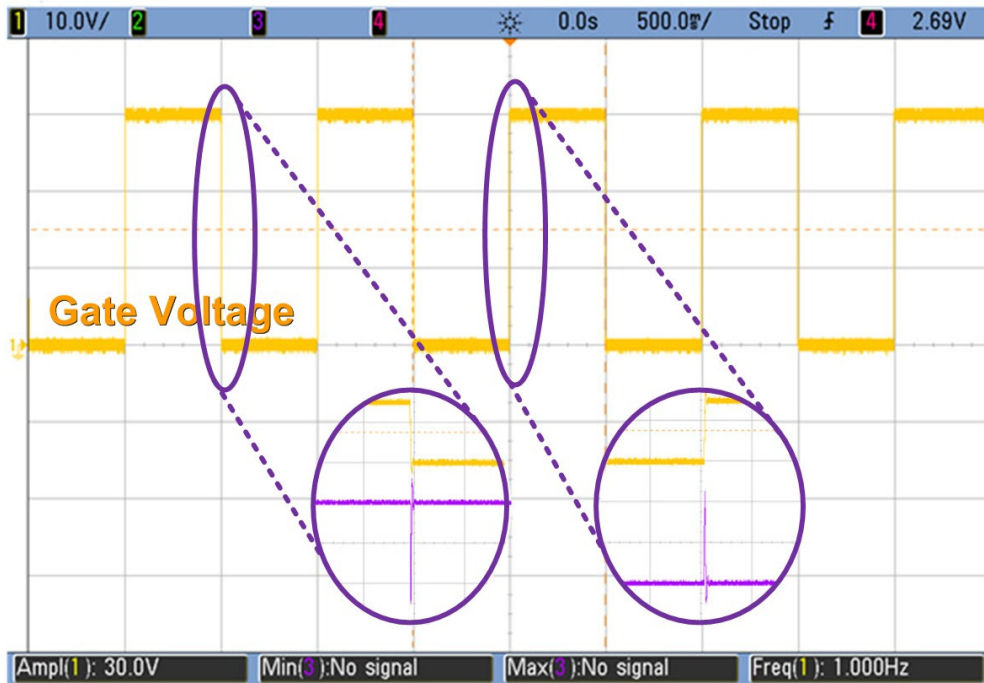 1 10.0V/ 2 3 4 0.0s 500.0m/ Stop 4 2.69V
Gate Voltage
Ampl(1): 30.0V Min(3):No signal Max(3):No signal Freq(1): 1.000Hz